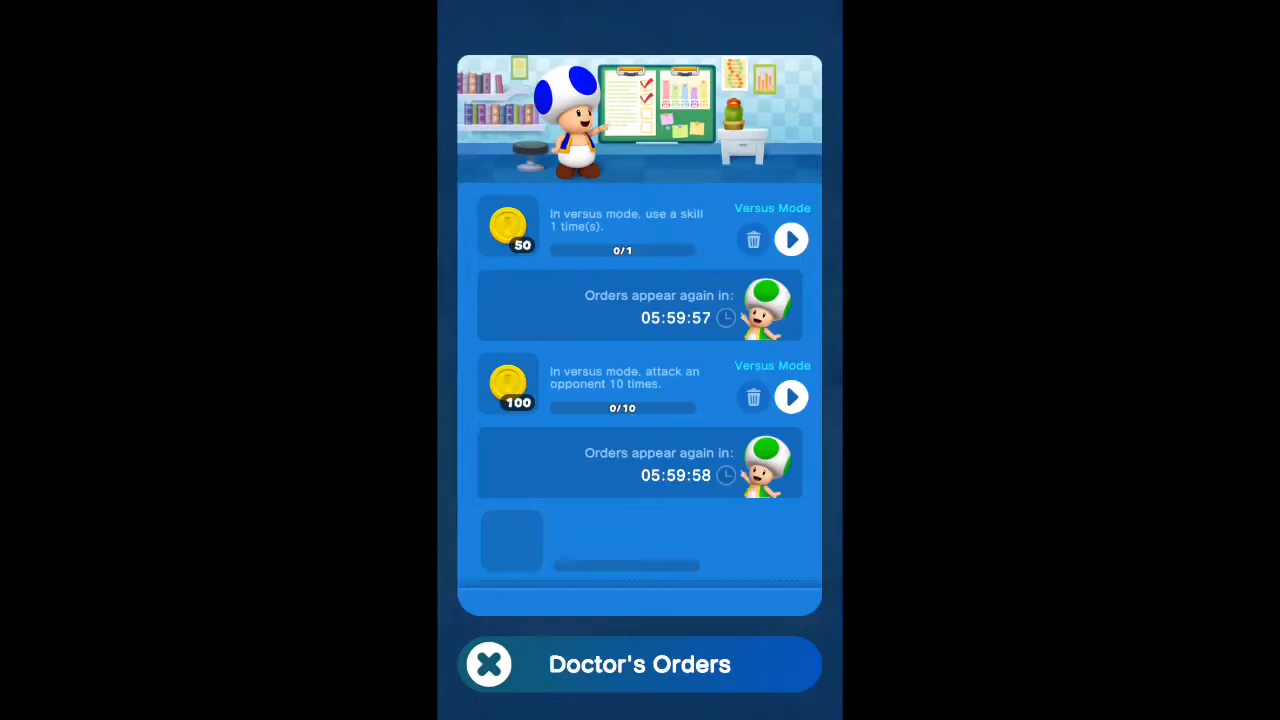 In versus mode, use a skill
1 time(s).
Versus Mode
50
0/1
Orders appear again in:
05:59:57
In versus mode, attack an
opponent 10 times.
Versus Mode
100
0/10
Orders appear again in:
05:59:58
Doctor's Orders